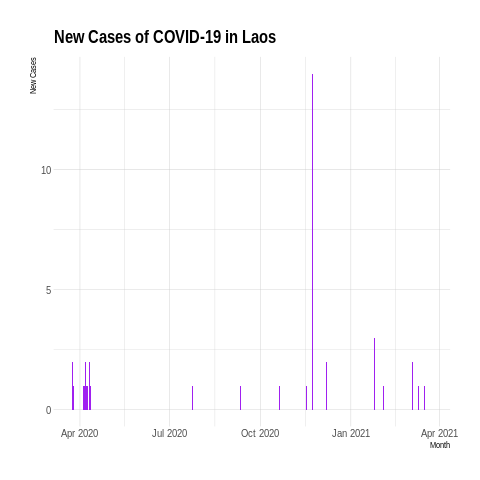 New Cases of COVID-19 in Laos
New Cases
10
5
0
Apr 2020 Jul 2020 Oct 2020 Jan 2021 Apr 2021
Month